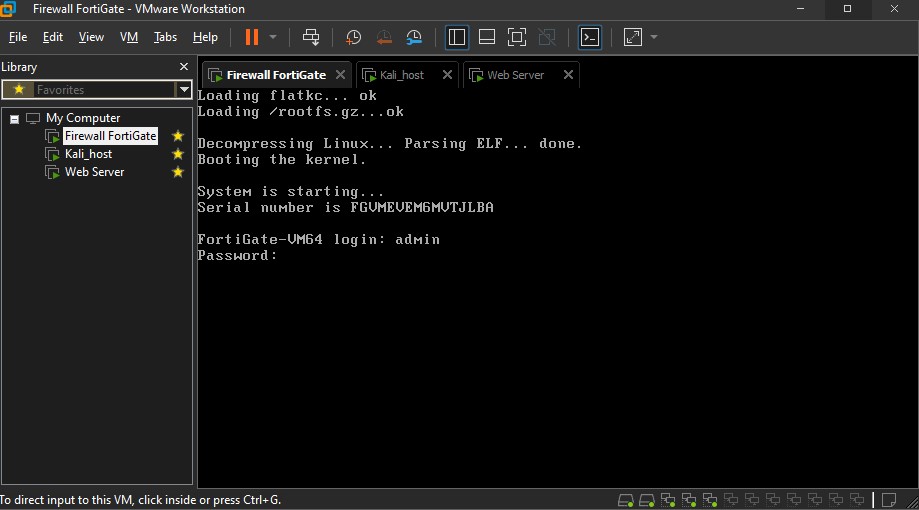 Firewall FortiGate - VMware Workstation
File Edit View VM Tabs Help
Library
Favorites
My Computer
Firewall FortiGate
Kali_host
Web Server
Firewall FortiGate Kali_host Web Server
Loading flatkc... ok
Loading /rootfs.gz...ok
Decompressing Linux... Parsing ELF... done.
Booting the kernel.
System is starting...
Serial number is FGVMEVEM6MVTJLBA
FortiGate-VM64 login: admin
Password:
To direct input to this VM, click inside or press Ctrl+G.